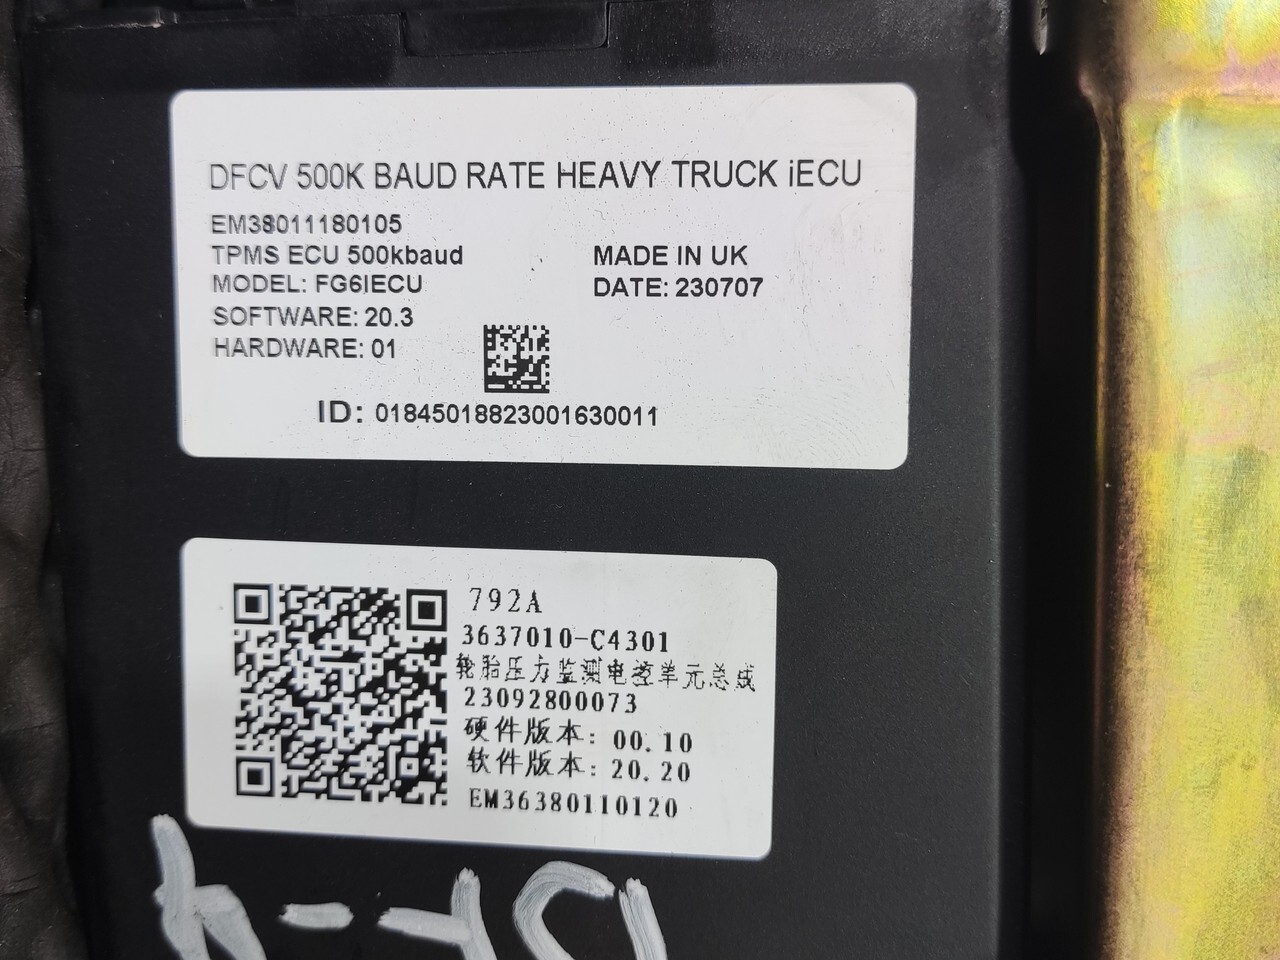 DFCV 500K BAUD RATE HEAVY TRUCK iECU
EM38011180105
TPMS ECU 500kbaud
MADE IN UK
MODEL: FG6IECU
DATE: 230707
SOFTWARE: 20.3
HARDWARE: 01
ID: 01845018823001630011
792A
3637010-C4301
轮胎压力监测电控单元总成
23092800073
硬件版本: 00.10
软件版本: 20.20
EM36380110120